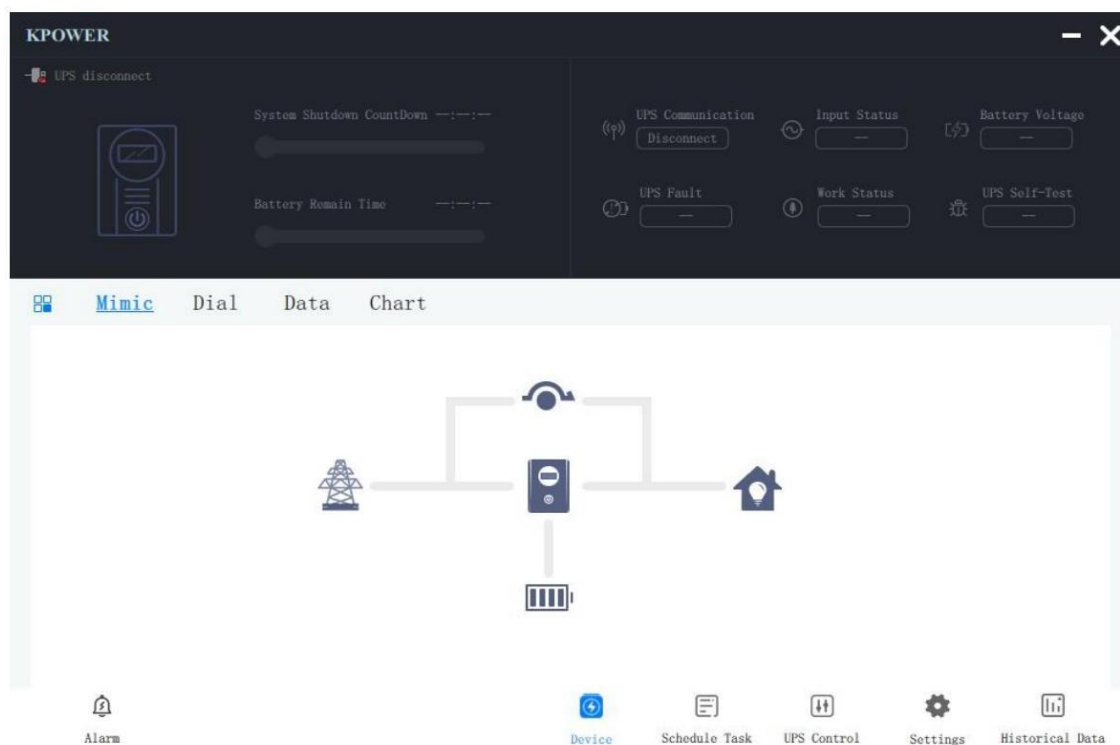 KPOWER
UPS disconnect
System Shutdown CountDown --:--:--
Battery Remain Time --:--:--
UPS Communication
Disconnect
Input Status
--
Battery Voltage
--
UPS Fault
--
Work Status
--
UPS Self-Test
--
Mimic Dial Data Chart
Alarm Device Schedule Task UPS Control Settings Historical Data